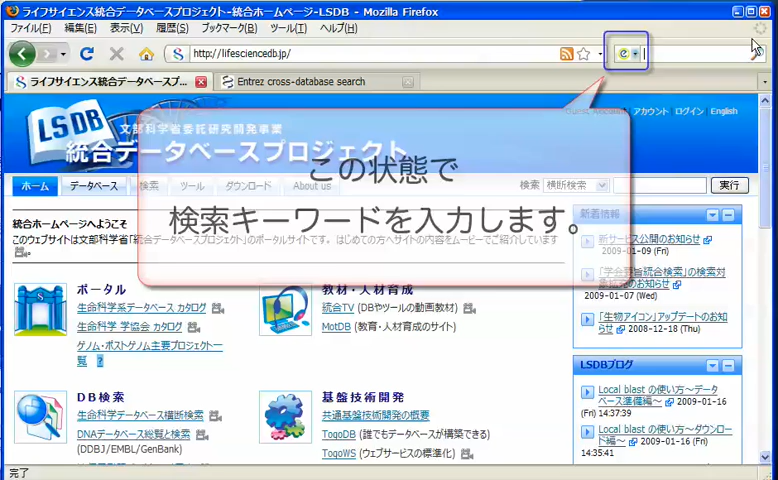 ライフサイエンス統合データベースプロジェクト-統合ホームページ-LSDB - Mozilla Firefox
ファイル(F) 編集(E) 表示(V) 履歴(S) ブックマーク(B) ツール(T) ヘルプ(H)
http://lifesciencedb.jp/
ライフサイエンス統合データベースプ... Entrez cross-database search
アカウント ログイン English
LSDB
文部科学省委託研究開発事業
統合データベースプロジェクト
この状態で
検索キーワードを入力します。
ホーム データベース 検索 ツール ダウンロード About us
検索 横断検索 実行
統合ホームページへようこそ
このウェブサイトは文部科学省「統合データベースプロジェクト」のポータルサイトです。はじめての方へサイトの内容をムービーでご紹介しています
ポータル
生命科学系データベース カタログ
生命科学 学協会 カタログ
ゲノム・ポストゲノム主要プロジェクト一
覧 ?
教材・人材育成
統合TV (DBやツールの動画教材)
MotDB (教育・人材育成のサイト)
DB検索
生命科学データベース横断検索
DNAデータベース総覧と検索
(DDBJ/EMBL/GenBank)
基盤技術開発
共通基盤技術開発の概要
TogoDB (誰でもデータベースが構築できる)
TogoWS (ウェブサービスの標準化)
新着情報
新サービス公開のお知らせ
2009-01-09 (Fri)
「学会要旨統合検索」の検索対
象拡張のお知らせ
2009-01-07 (Wed)
「生物アイコン」アップデートのお知
らせ 2008-12-18 (Thu)
LSDBブログ
Local blast の使い方～データ
ベース準備編～ 2009-01-16
(Fri) 14:37:39
Local blast の使い方～ダウンロ
ード編～ 2009-01-16 (Fri)
14:35:41
完了